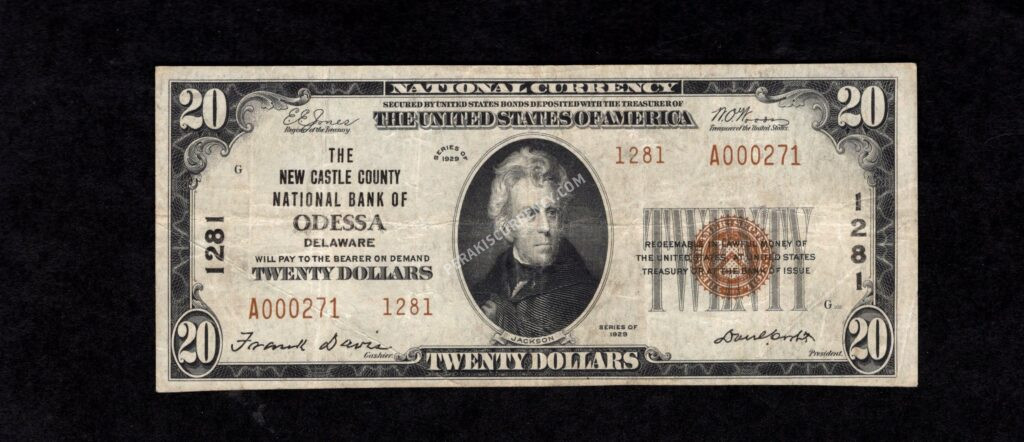 NATIONAL CURRENCY
SECURED BY UNITED STATES BONDS DEPOSITED WITH THE TREASURER OF
THE UNITED STATES OF AMERICA
20
20
E E Jones
Register of the Treasury.
W.O. Woods
Treasurer of the United States.
SERIES OF
1929
G
THE
NEW CASTLE COUNTY
NATIONAL BANK OF
ODESSA
DELAWARE
WILL PAY TO THE BEARER ON DEMAND
TWENTY DOLLARS
1281 A000271
1281
1281
TWENTY
REDEEMABLE IN LAWFUL MONEY OF
THE UNITED STATES AT UNITED STATES
TREASURY OR AT THE BANK OF ISSUE
G
A000271 1281
SERIES OF
1929
JACKSON
20
20
Frank Davis
Cashier.
President.
TWENTY DOLLARS